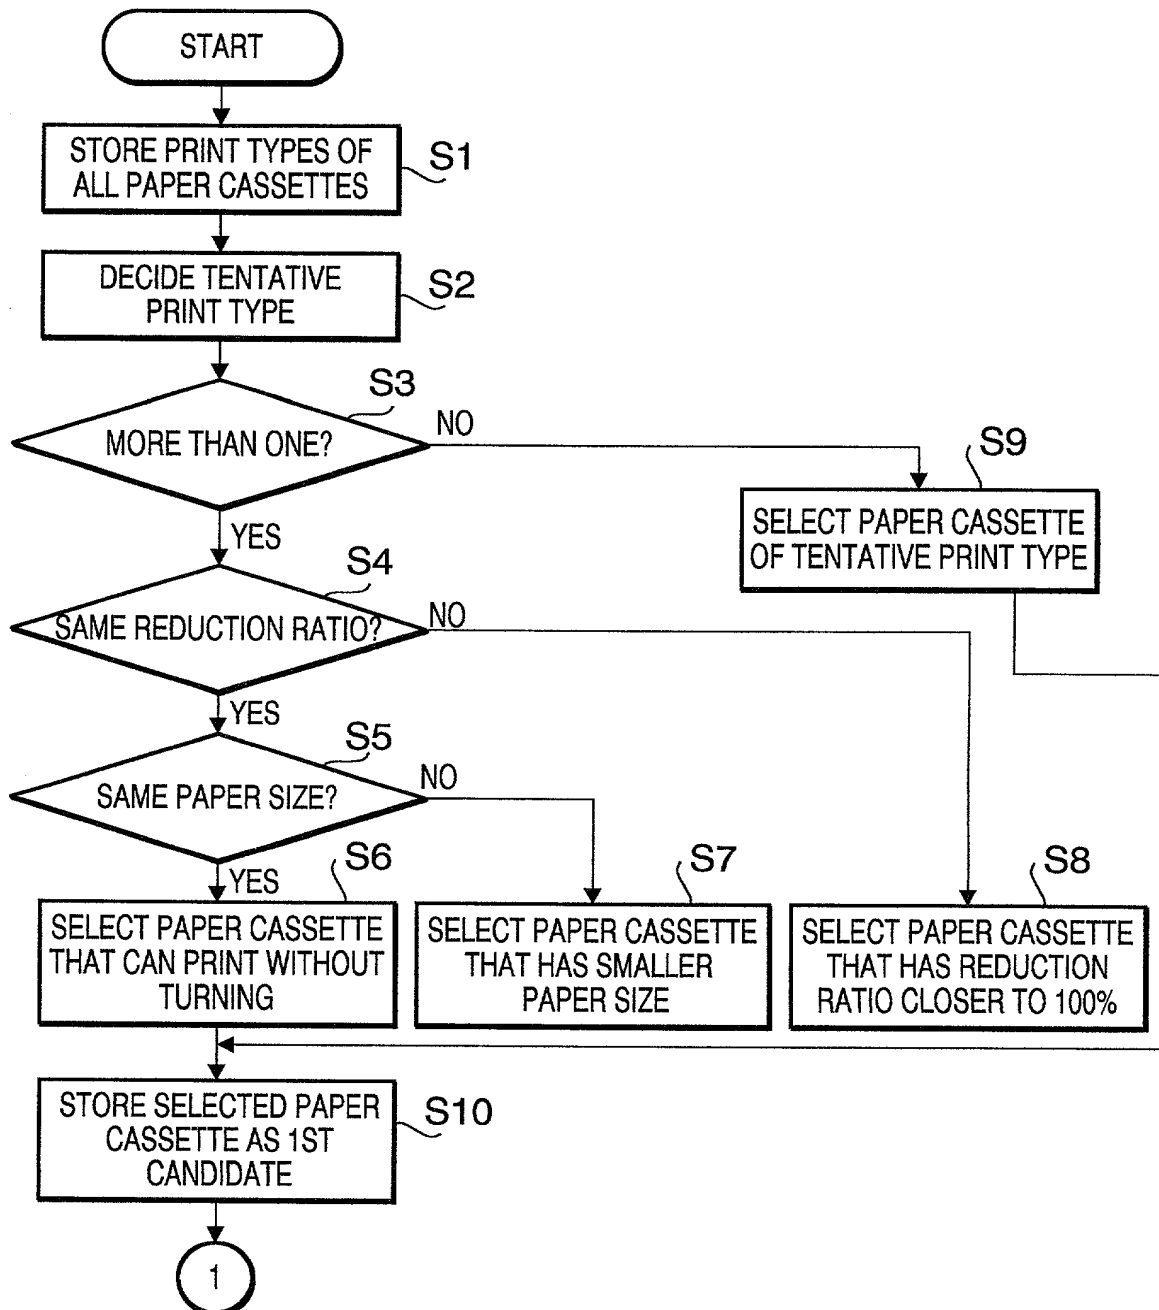 START
STORE PRINT TYPES OF
ALL PAPER CASSETTES
S1
DECIDE TENTATIVE
PRINT TYPE
S2
S3
MORE THAN ONE?
NO
YES
S9
SELECT PAPER CASSETTE
OF TENTATIVE PRINT TYPE
S4
SAME REDUCTION RATIO?
NO
YES
S5
SAME PAPER SIZE?
NO
YES
S6
SELECT PAPER CASSETTE
THAT CAN PRINT WITHOUT
TURNING
S7
SELECT PAPER CASSETTE
THAT HAS SMALLER
PAPER SIZE
S8
SELECT PAPER CASSETTE
THAT HAS REDUCTION
RATIO CLOSER TO 100%
STORE SELECTED PAPER
CASSETTE AS 1ST
CANDIDATE
S10
1